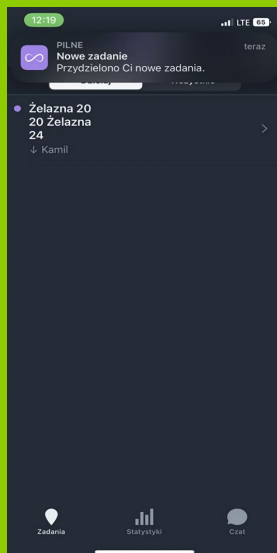 12:19
LTE 65
PILNE
teraz
Nowe zadanie
Przydzielono Ci nowe zadania.
Żelazna 20
20 Żelazna
24
↓ Kamil
Zadania
Statystyki
Czat